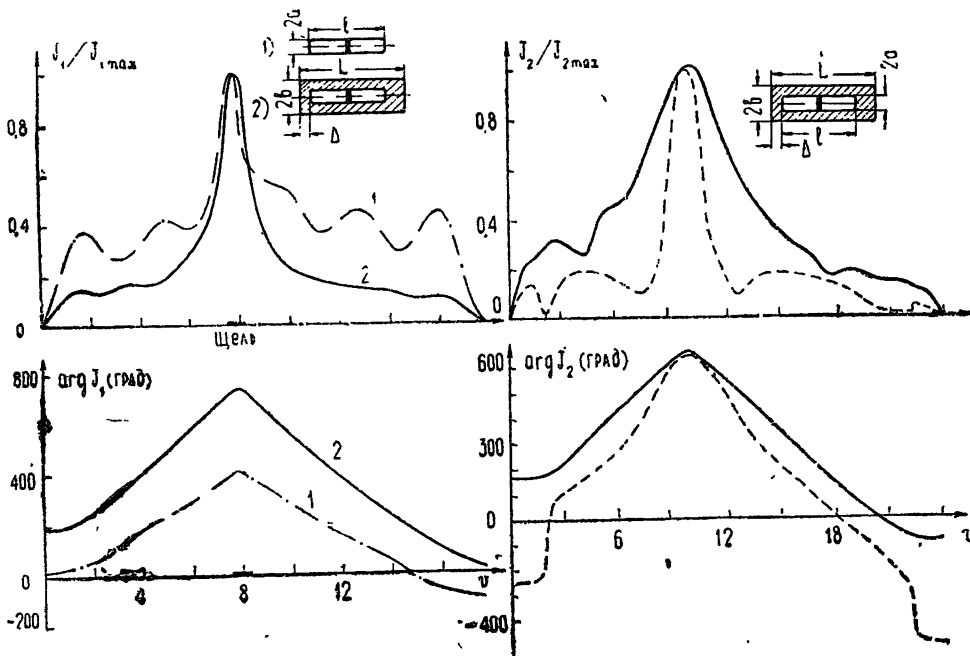 J₁/J₁max
0,8
0,4
0
1)
2a
l
L
2)
2b
Δ
1
2
Щель
J₂/J₂max
0,8
0,4
0
L
2b
2a
Δ
l
arg J₁ (ГРАД)
800
400
0
-200
2
1
4
8
12
υ
arg J₂ (ГРАД)
600
300
0
-400
6
12
18
τ